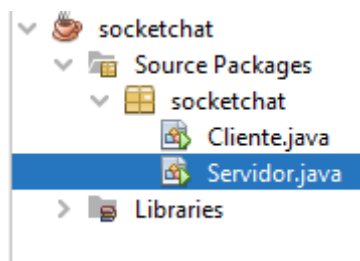 socketchat
Source Packages
socketchat
Cliente.java
Servidor.java
Libraries